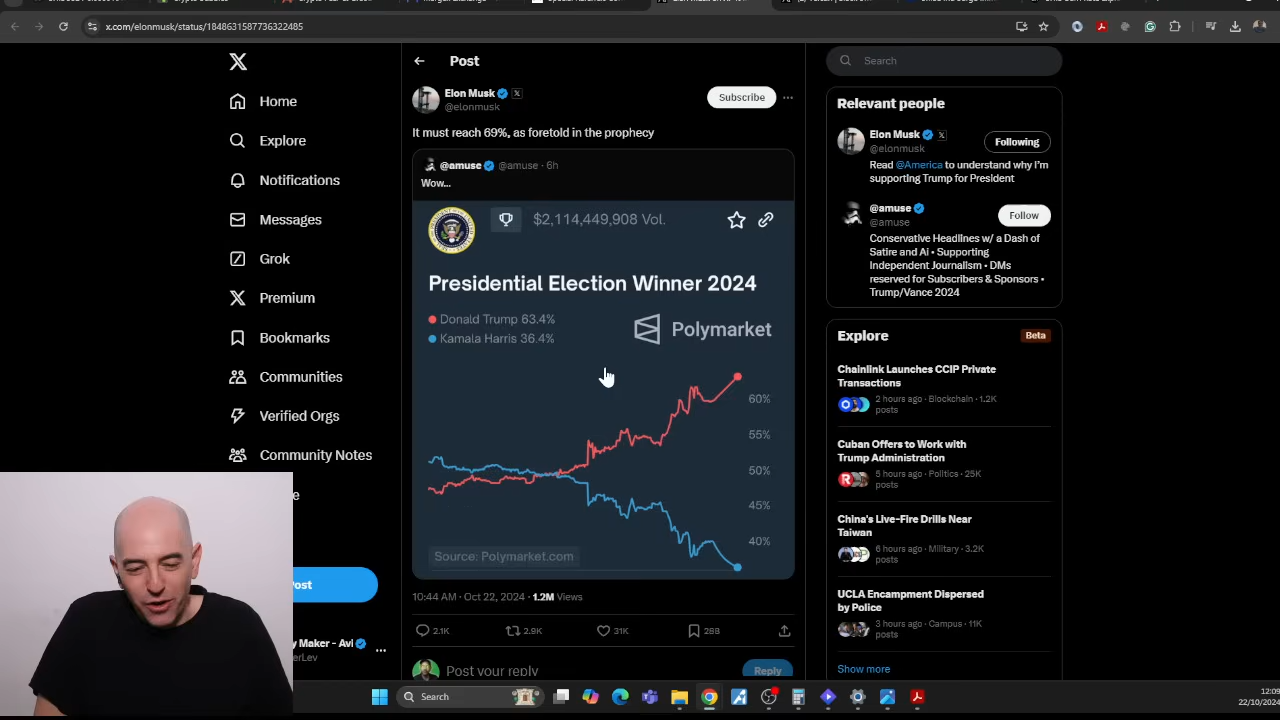 x.com/elonmusk/status/1848631587736322485
Home
Explore
Notifications
Messages
Grok
Premium
Bookmarks
Communities
Verified Orgs
Community Notes
Post
Elon Musk
@elonmusk
Subscribe
It must reach 69%, as foretold in the prophecy
@amuse @amuse · 6h
Wow...
$2,114,449,908 Vol.
Presidential Election Winner 2024
Donald Trump 63.4%
Kamala Harris 36.4%
Polymarket
60%
55%
50%
45%
40%
Source: Polymarket.com
10:44 AM · Oct 22, 2024 · 1.2M Views
2.1K
2.9K
31K
288
Post your reply
Reply
Search
Relevant people
Elon Musk
@elonmusk
Following
Read @America to understand why I'm
supporting Trump for President
@amuse
@amuse
Follow
Conservative Headlines w/ a Dash of
Satire and Ai • Supporting
Independent Journalism • DMs
reserved for Subscribers & Sponsors •
Trump/Vance 2024
Explore
Beta
Chainlink Launches CCIP Private
Transactions
2 hours ago · Blockchain · 1.2K
posts
Cuban Offers to Work with
Trump Administration
5 hours ago · Politics · 25K
posts
China's Live-Fire Drills Near
Taiwan
6 hours ago · Military · 3.2K
posts
UCLA Encampment Dispersed
by Police
3 hours ago · Campus · 11K
posts
Show more
Search
12:09
22/10/2024